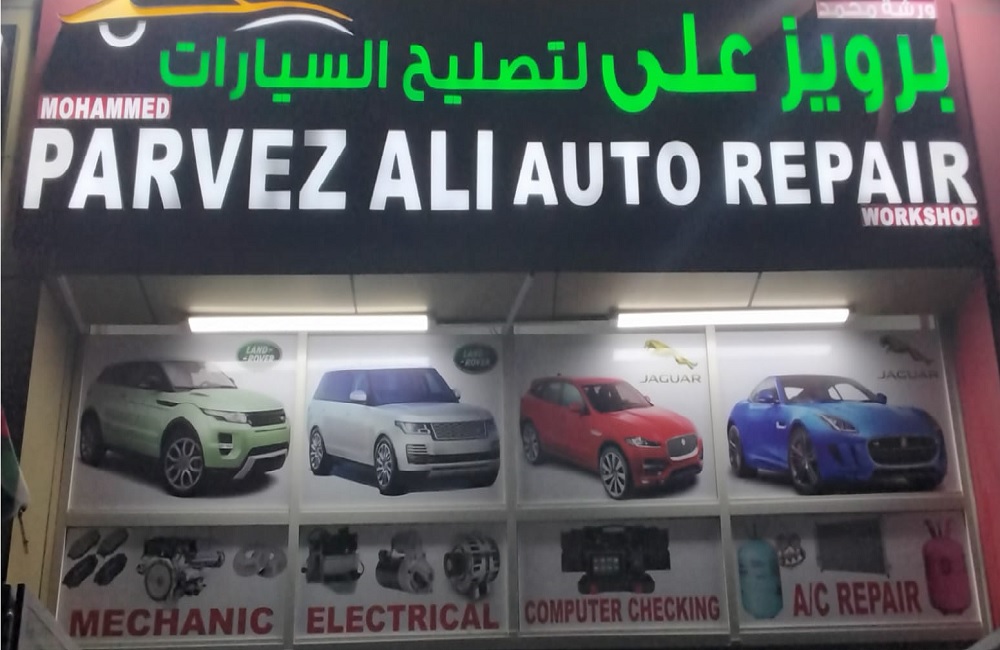 ورشة محمد
برويز على لتصليح السيارات
MOHAMMED
PARVEZ ALI AUTO REPAIR
WORKSHOP
LAND ROVER
LAND ROVER
JAGUAR
JAGUAR
MECHANIC
ELECTRICAL
COMPUTER CHECKING
A/C REPAIR